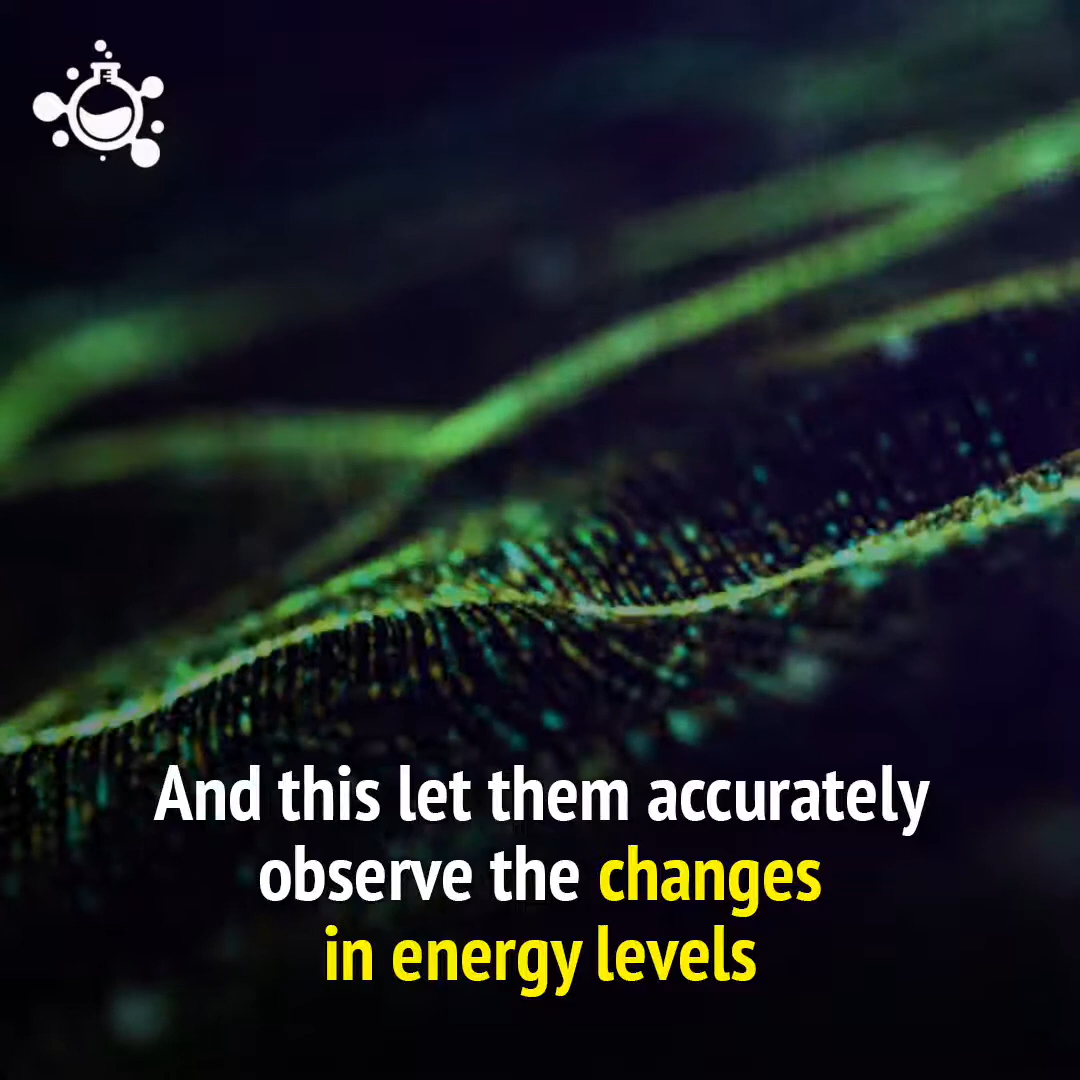 And this let them accurately
observe the changes
in energy levels